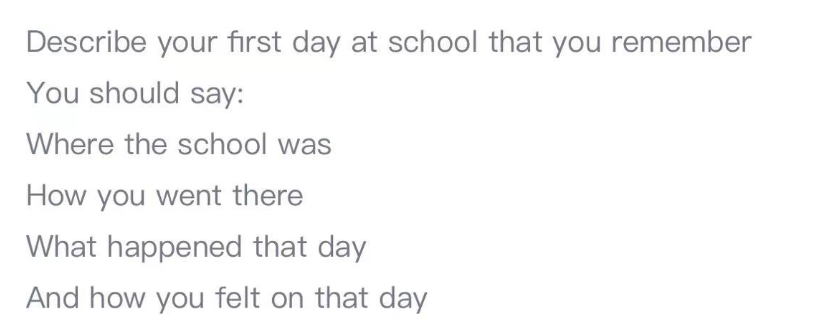 Describe your first day at school that you remember
You should say:
Where the school was
How you went there
What happened that day
And how you felt on that day